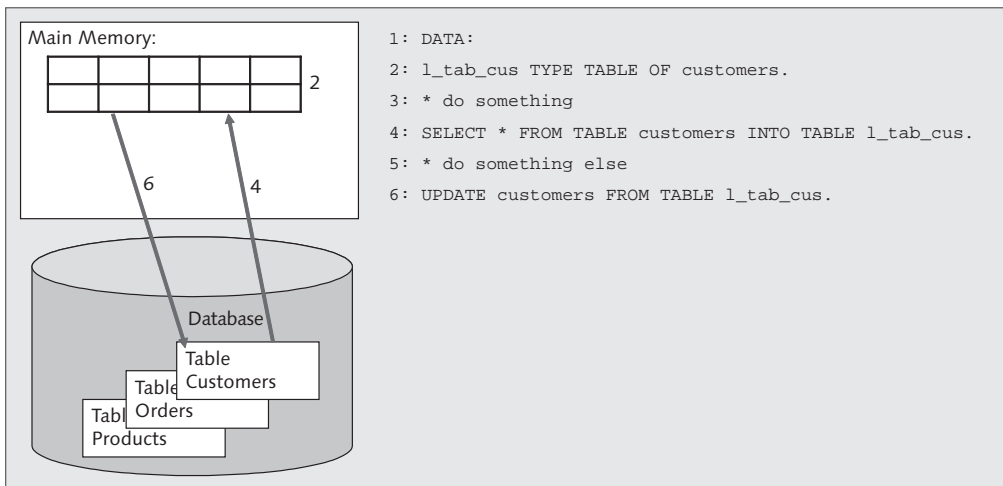 Main Memory:
2
6
4
Database
Table
Customers
Table
Orders
Tabl
Products
1: DATA:
2: l_tab_cus TYPE TABLE OF customers.
3: * do something
4: SELECT * FROM TABLE customers INTO TABLE l_tab_cus.
5: * do something else
6: UPDATE customers FROM TABLE l_tab_cus.